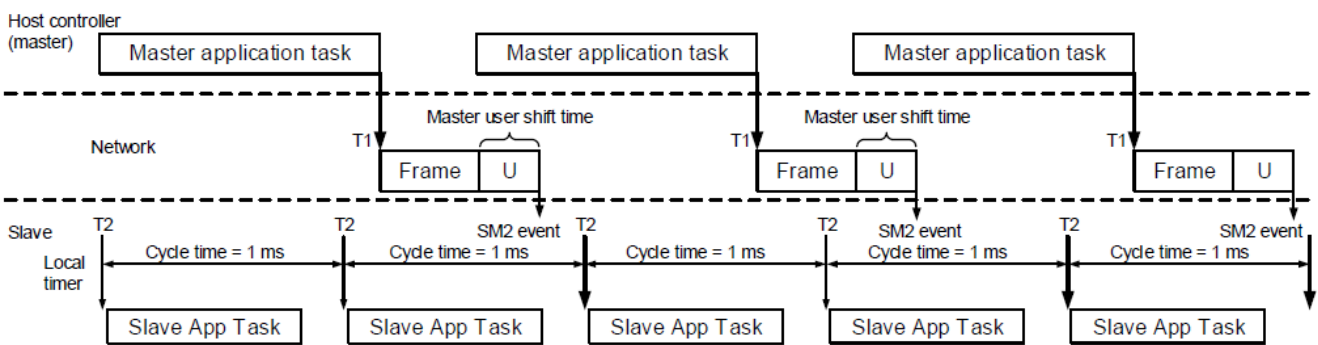 Host controller
(master)
Master application task Master application task Master application task
Master user shift time Master user shift time
T1 T1 T1
Network
Frame U Frame U Frame U
Slave T2 T2 SM2 event T2 T2 SM2 event T2 SM2 event
Cycle time = 1 ms Cycle time = 1 ms Cycle time = 1 ms Cycle time = 1 ms Cycle time = 1 ms
Local
timer
Slave App Task Slave App Task Slave App Task Slave App Task Slave App Task